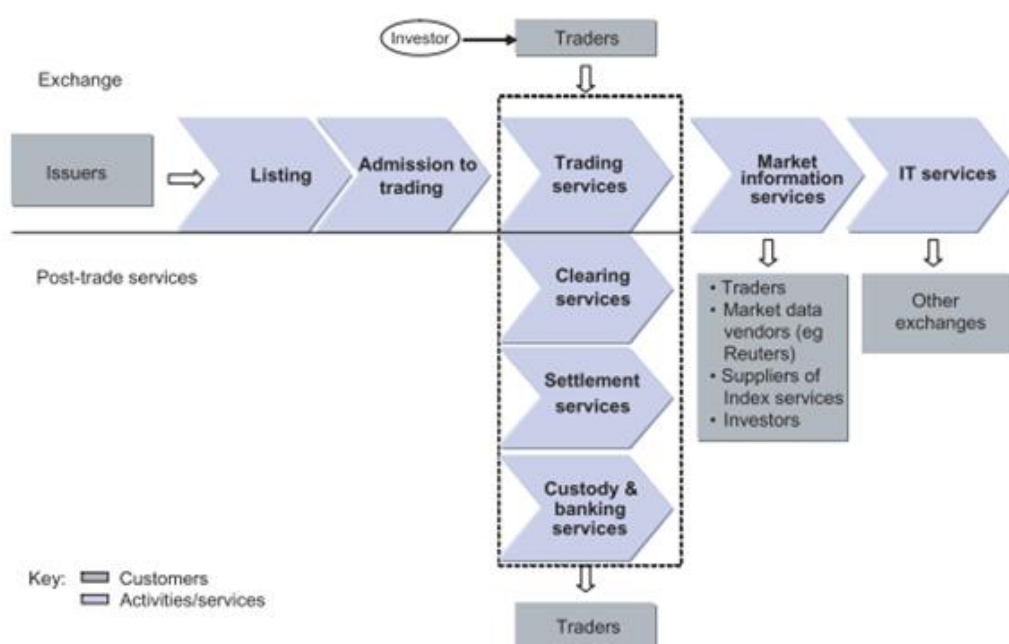 Investor
Traders
Exchange
Issuers
Listing
Admission to
trading
Trading
services
Market
information
services
IT services
Post-trade services
Clearing
services
Settlement
services
Custody &
banking
services
• Traders
• Market data
vendors (eg
Reuters)
• Suppliers of
Index services
• Investors
Other
exchanges
Key:
Customers
Activities/services
Traders